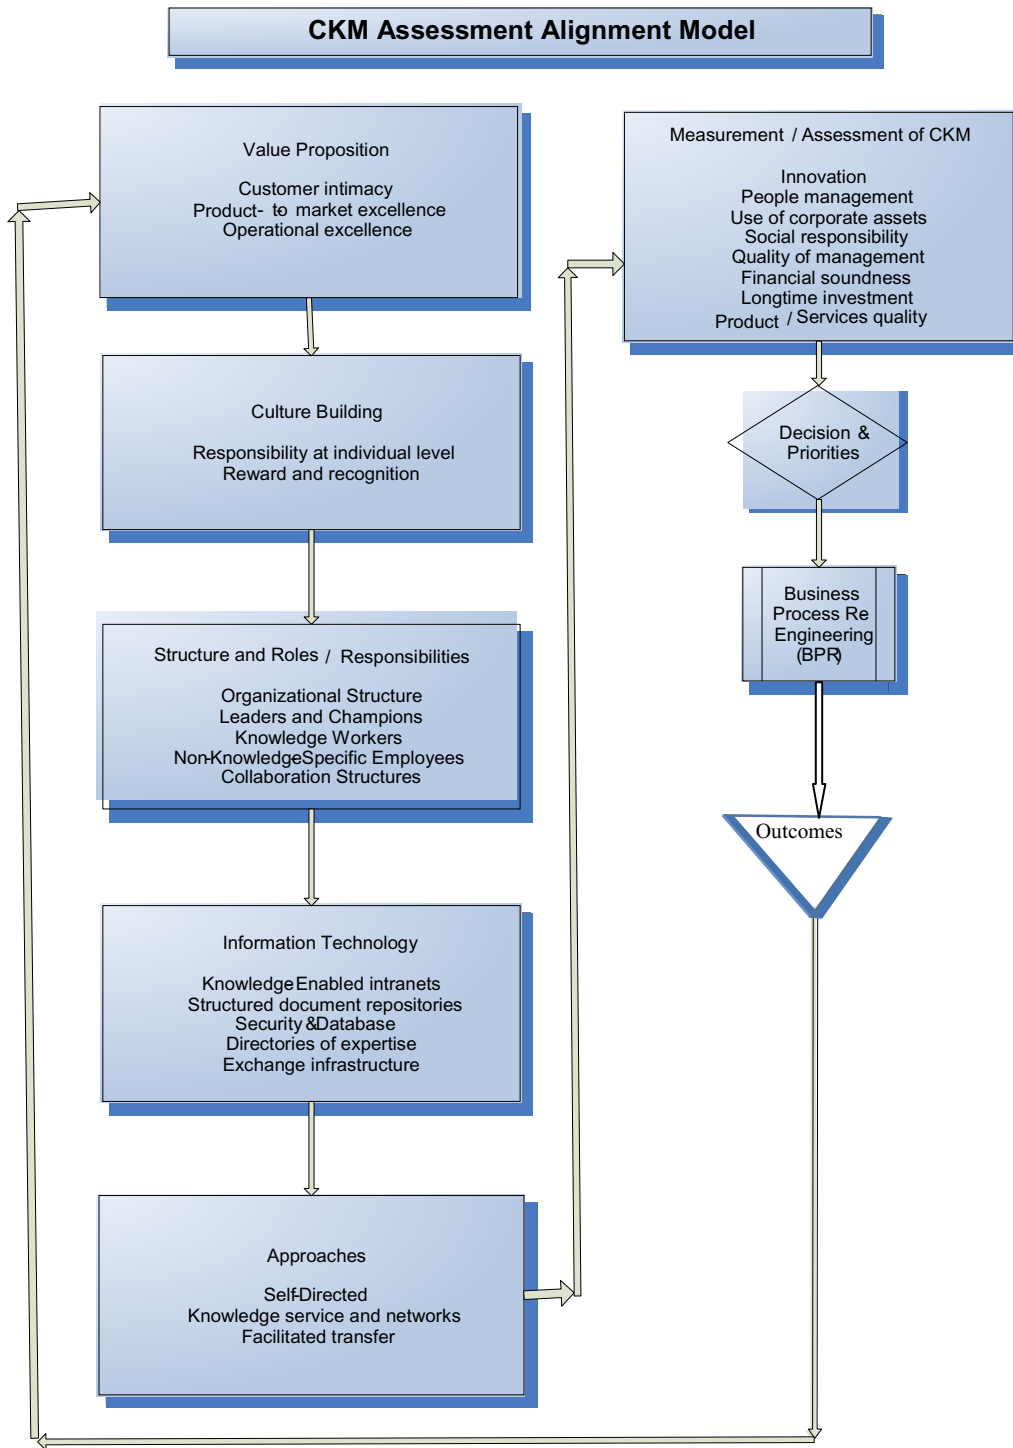 CKM Assessment Alignment Model
Value Proposition
Customer intimacy
Product- to market excellence
Operational excellence
Culture Building
Responsibility at individual level
Reward and recognition
Structure and Roles / Responsibilities
Organizational Structure
Leaders and Champions
Knowledge Workers
Non-Knowledge-Specific Employees
Collaboration Structures
Information Technology
Knowledge Enabled intranets
Structured document repositories
Security & Database
Directories of expertise
Exchange infrastructure
Approaches
Self-Directed
Knowledge service and networks
Facilitated transfer
Measurement / Assessment of CKM
Innovation
People management
Use of corporate assets
Social responsibility
Quality of management
Financial soundness
Longtime investment
Product / Services quality
Decision &
Priorities
Business
Process Re
Engineering
(BPR)
Outcomes